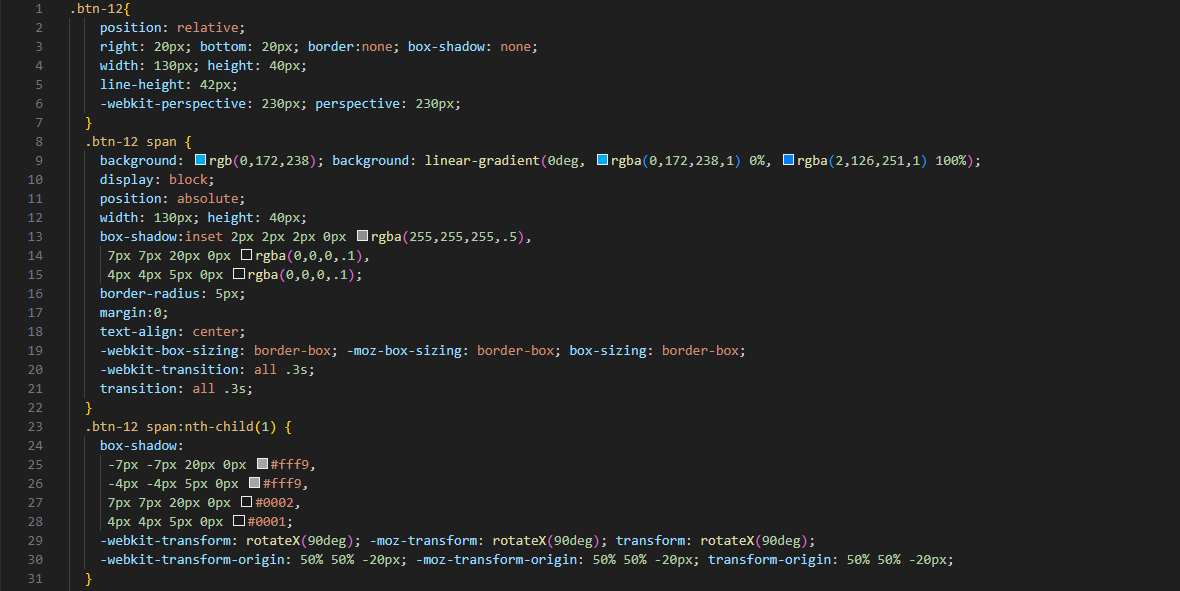 1 .btn-12{
2 position: relative;
3 right: 20px; bottom: 20px; border:none; box-shadow: none;
4 width: 130px; height: 40px;
5 line-height: 42px;
6 -webkit-perspective: 230px; perspective: 230px;
7 }
8 .btn-12 span {
9 background: rgb(0,172,238); background: linear-gradient(0deg, rgba(0,172,238,1) 0%, rgba(2,126,251,1) 100%);
10 display: block;
11 position: absolute;
12 width: 130px; height: 40px;
13 box-shadow:inset 2px 2px 2px 0px rgba(255,255,255,.5),
14 7px 7px 20px 0px rgba(0,0,0,.1),
15 4px 4px 5px 0px rgba(0,0,0,.1);
16 border-radius: 5px;
17 margin:0;
18 text-align: center;
19 -webkit-box-sizing: border-box; -moz-box-sizing: border-box; box-sizing: border-box;
20 -webkit-transition: all .3s;
21 transition: all .3s;
22 }
23 .btn-12 span:nth-child(1) {
24 box-shadow:
25 -7px -7px 20px 0px #fff9,
26 -4px -4px 5px 0px #fff9,
27 7px 7px 20px 0px #0002,
28 4px 4px 5px 0px #0001;
29 -webkit-transform: rotateX(90deg); -moz-transform: rotateX(90deg); transform: rotateX(90deg);
30 -webkit-transform-origin: 50% 50% -20px; -moz-transform-origin: 50% 50% -20px; transform-origin: 50% 50% -20px;
31 }